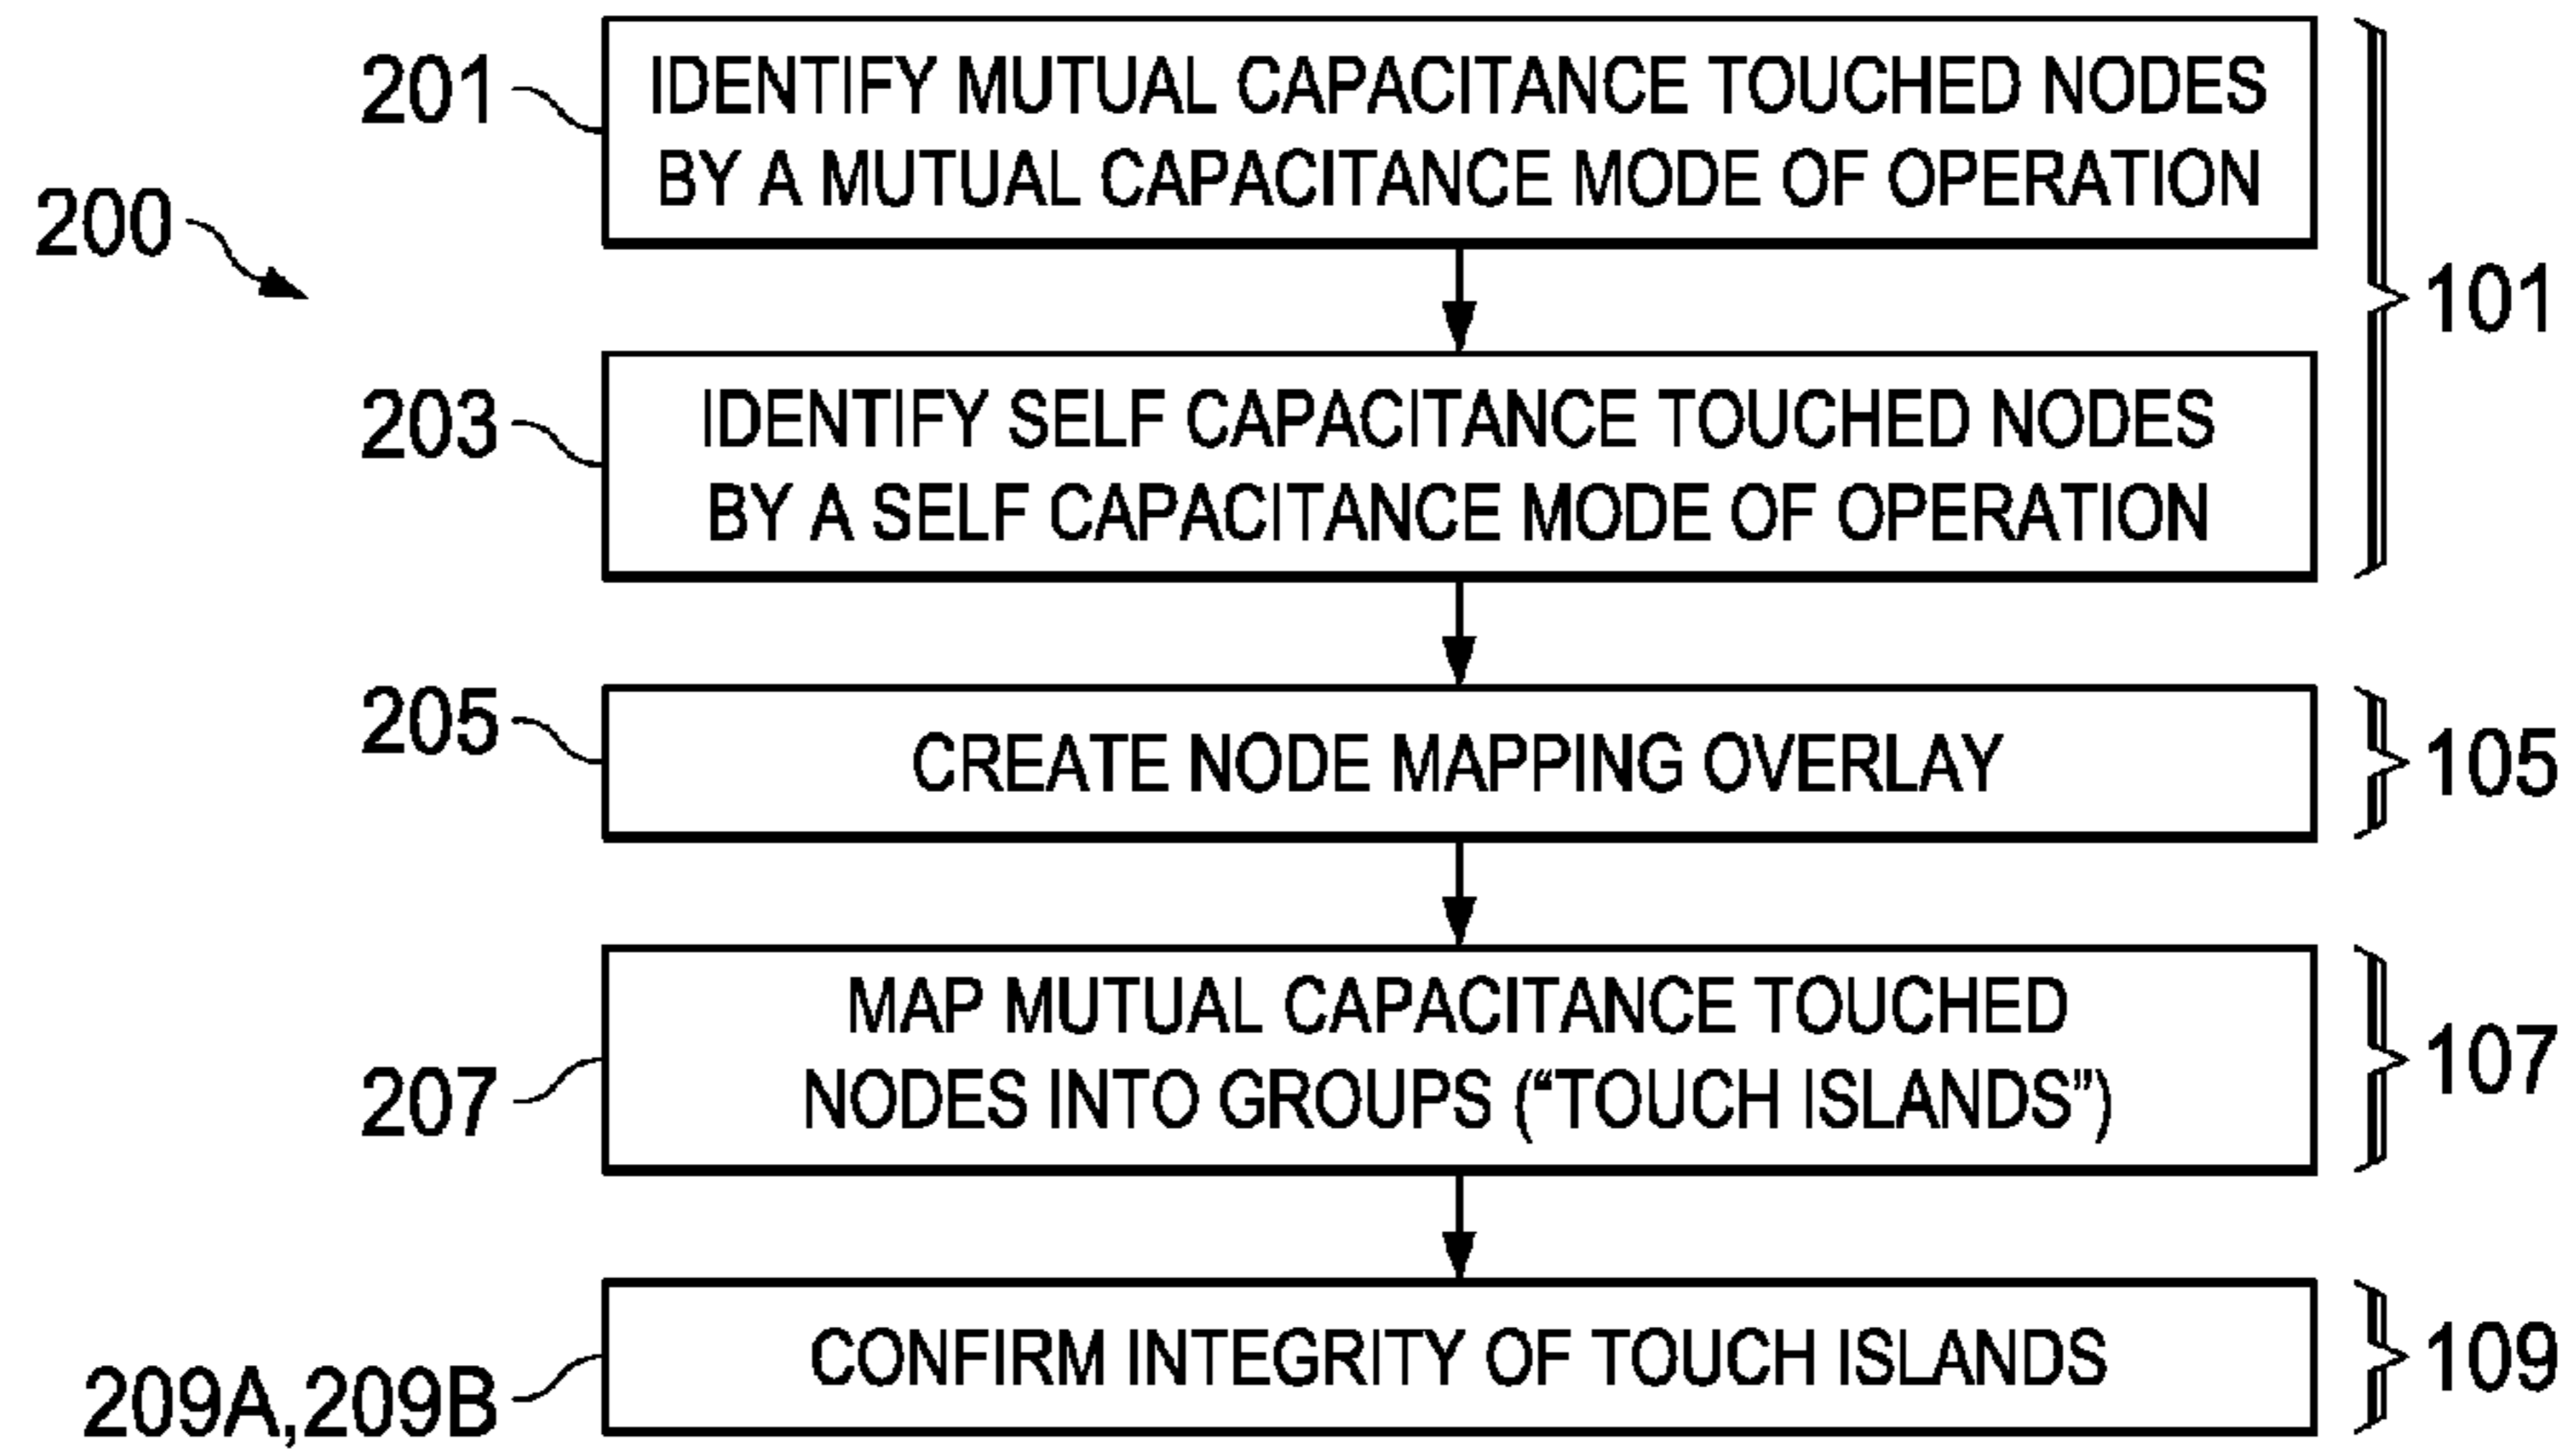 201
IDENTIFY MUTUAL CAPACITANCE TOUCHED NODES
BY A MUTUAL CAPACITANCE MODE OF OPERATION
200
101
203
IDENTIFY SELF CAPACITANCE TOUCHED NODES
BY A SELF CAPACITANCE MODE OF OPERATION
205
CREATE NODE MAPPING OVERLAY
105
207
MAP MUTUAL CAPACITANCE TOUCHED
NODES INTO GROUPS (“TOUCH ISLANDS”)
107
209A,209B
CONFIRM INTEGRITY OF TOUCH ISLANDS
109